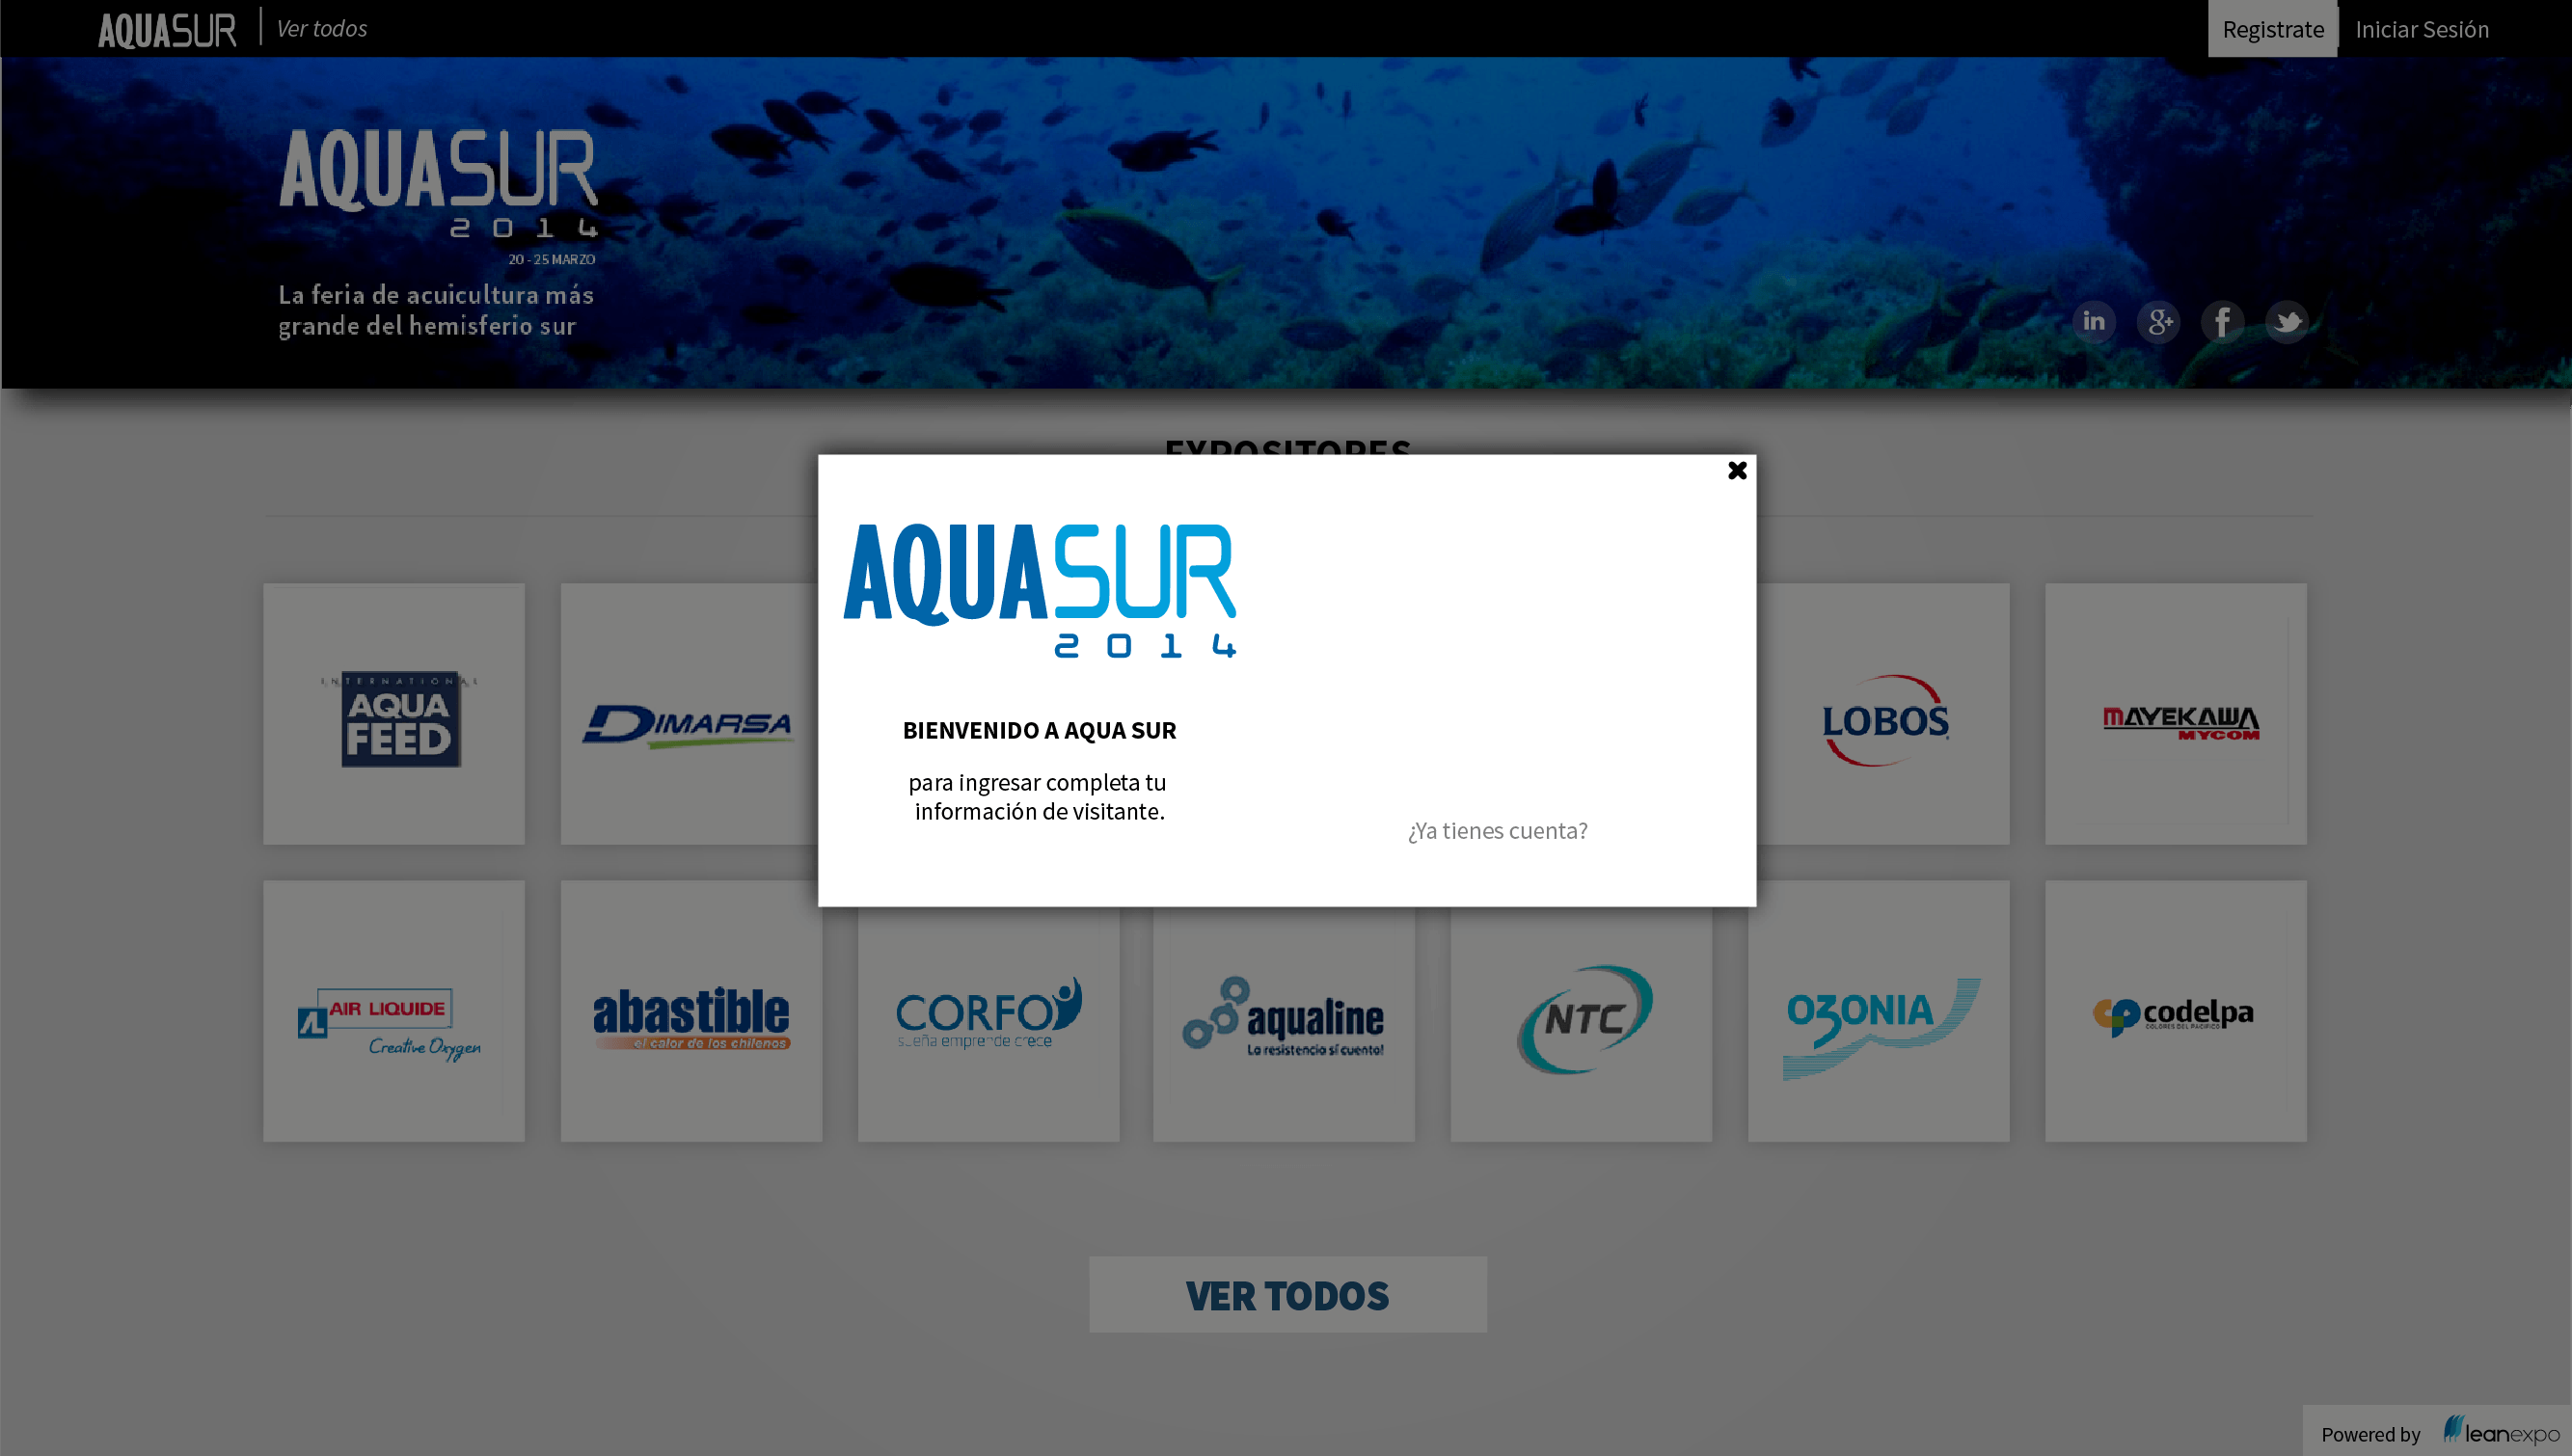 AQUASUR
Ver todos
Registrate
Iniciar Sesión
AQUASUR
2014
20 - 25 MARZO
La feria de acuicultura más
grande del hemisferio sur
in
g+
f
AQUASUR
2014
BIENVENIDO A AQUA SUR
para ingresar completa tu
información de visitante.
¿Ya tienes cuenta?
INTERNATIONAL
AQUA
FEED
DIMARSA
LOBOS
MAYEKAWA
MYCOM
AL AIR LIQUIDE
Creative Oxygen
abastible
el calor de los chilenos
CORFO
sueña emprende crece
aqualine
La resistencia sí cuenta!
NTC
O3ONIA
cp codelpa
COLORES DEL PACIFICO
VER TODOS
Powered by
leanexpo